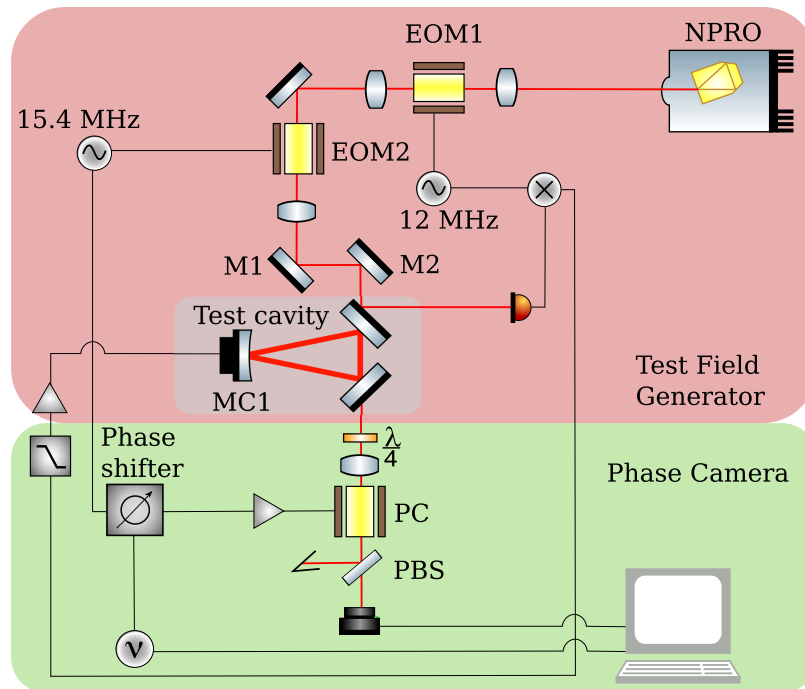 EOM1
NPRO
15.4 MHz
EOM2
12 MHz
M1
M2
Test cavity
MC1
Test Field
Generator
Phase
shifter
λ
4
Phase Camera
PC
PBS
ν